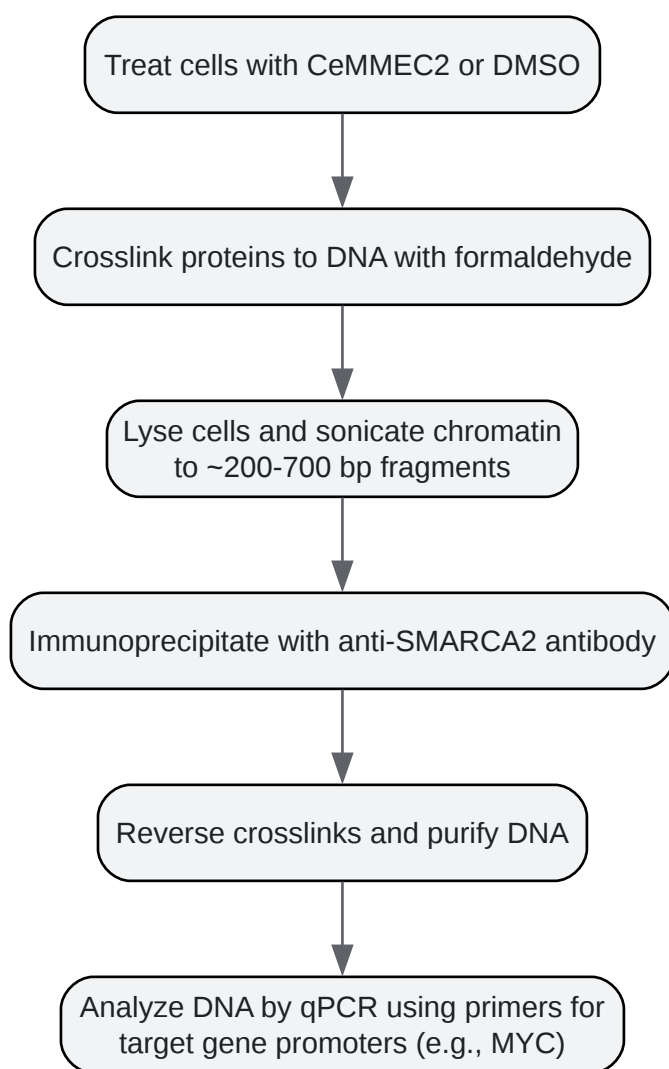 Treat cells with CeMMEC2 or DMSO
Crosslink proteins to DNA with formaldehyde
Lyse cells and sonicate chromatin
to ~200-700 bp fragments
Immunoprecipitate with anti-SMARCA2 antibody
Reverse crosslinks and purify DNA
Analyze DNA by qPCR using primers for
target gene promoters (e.g., MYC)